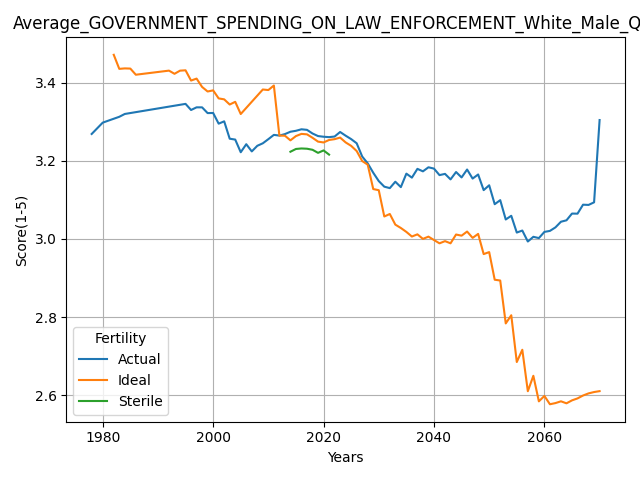 Average_GOVERNMENT_SPENDING_ON_LAW_ENFORCEMENT_White_Male_Q
Score(1-5)
3.4
3.2
3.0
2.8
2.6
Fertility
Actual
Ideal
Sterile
1980
2000
2020
2040
2060
Years